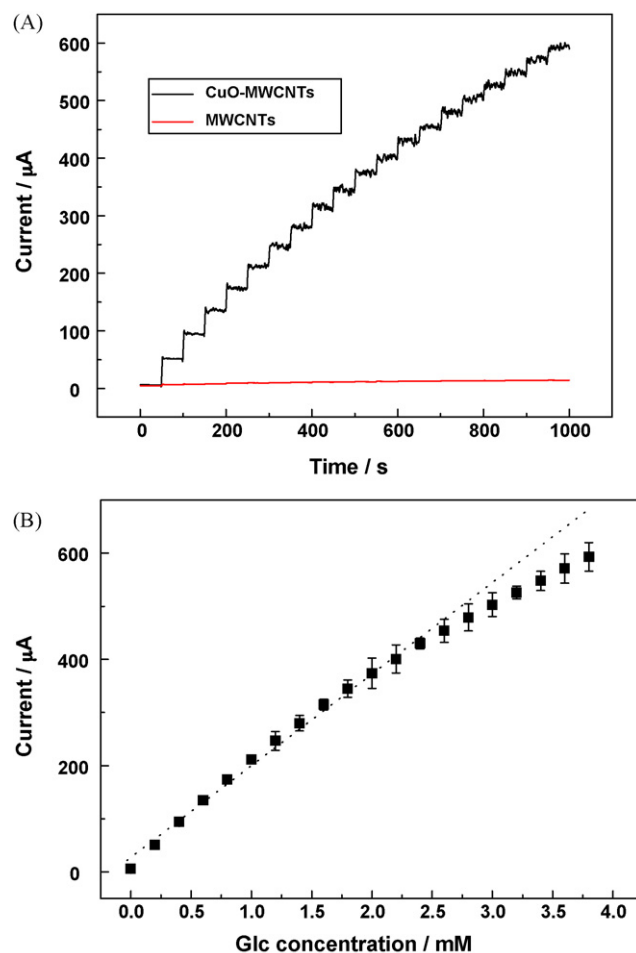 (A)
600
500
400
300
200
100
0
Current / µA
CuO-MWCNTs
MWCNTs
0 200 400 600 800 1000
Time / s
(B)
600
400
200
0
Current / µA
0.0 0.5 1.0 1.5 2.0 2.5 3.0 3.5 4.0
Glc concentration / mM